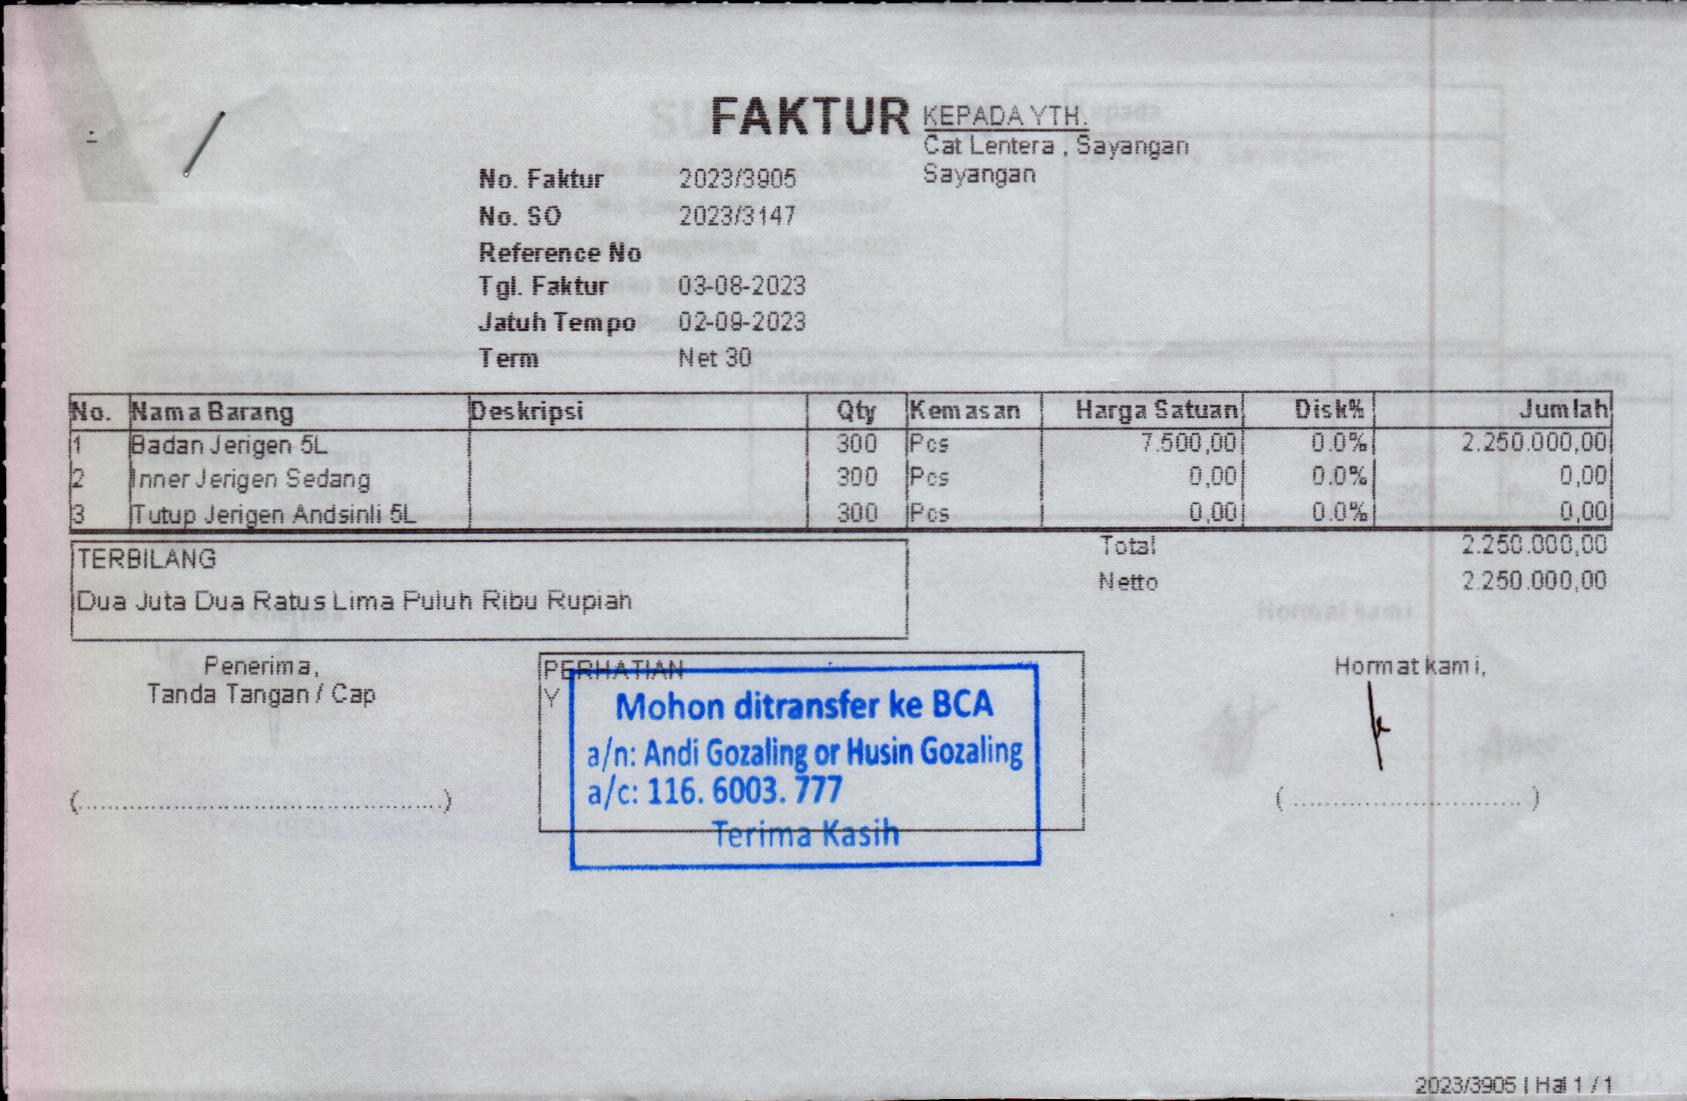 FAKTUR
KEPADA YTH.
Cat Lentera , Sayangan
Sayangan
No. Faktur 2023/3905
No. SO 2023/3147
Reference No
Tgl. Faktur 03-08-2023
Jatuh Tempo 02-09-2023
Term Net 30
No. Nama Barang Deskripsi Qty Kemasan Harga Satuan Disk% Jumlah
1 Badan Jerigen 5L 300 Pcs 7.500,00 0.0% 2.250.000,00
2 Inner Jerigen Sedang 300 Pcs 0,00 0.0% 0,00
3 Tutup Jerigen Andsinli 5L 300 Pcs 0,00 0.0% 0,00
Total 2.250.000,00
Netto 2.250.000,00
TERBILANG
Dua Juta Dua Ratus Lima Puluh Ribu Rupiah
Penerima,
Tanda Tangan / Cap
(..........................................)
PERHATIAN
Y
Mohon ditransfer ke BCA
a/n: Andi Gozaling or Husin Gozaling
a/c: 116. 6003. 777
Terima Kasih
Hormat kami,
(..........................)
2023/3905 | Hal 1 / 1